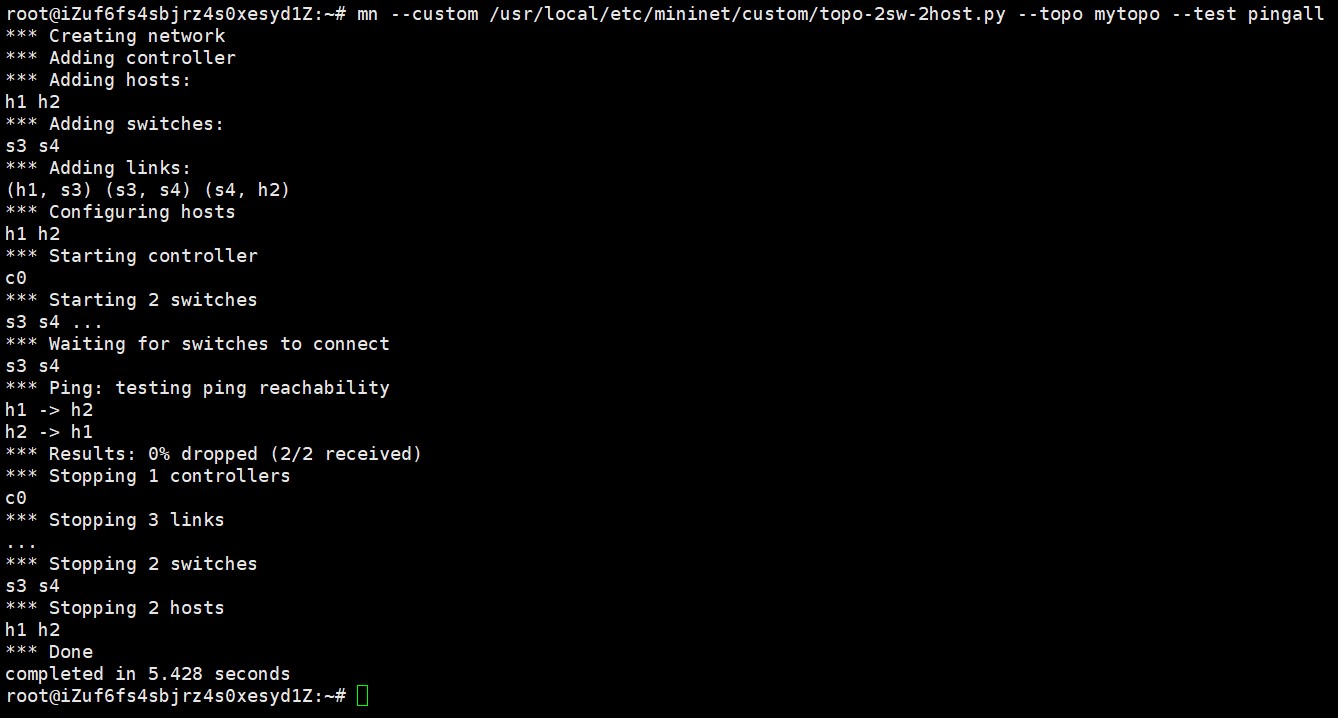 root@iZuf6fs4sbjrz4s0xesyd1Z:~# mn --custom /usr/local/etc/mininet/custom/topo-2sw-2host.py --topo mytopo --test pingall
*** Creating network
*** Adding controller
*** Adding hosts:
h1 h2
*** Adding switches:
s3 s4
*** Adding links:
(h1, s3) (s3, s4) (s4, h2)
*** Configuring hosts
h1 h2
*** Starting controller
c0
*** Starting 2 switches
s3 s4 ...
*** Waiting for switches to connect
s3 s4
*** Ping: testing ping reachability
h1 -> h2
h2 -> h1
*** Results: 0% dropped (2/2 received)
*** Stopping 1 controllers
c0
*** Stopping 3 links
...
*** Stopping 2 switches
s3 s4
*** Stopping 2 hosts
h1 h2
*** Done
completed in 5.428 seconds
root@iZuf6fs4sbjrz4s0xesyd1Z:~#